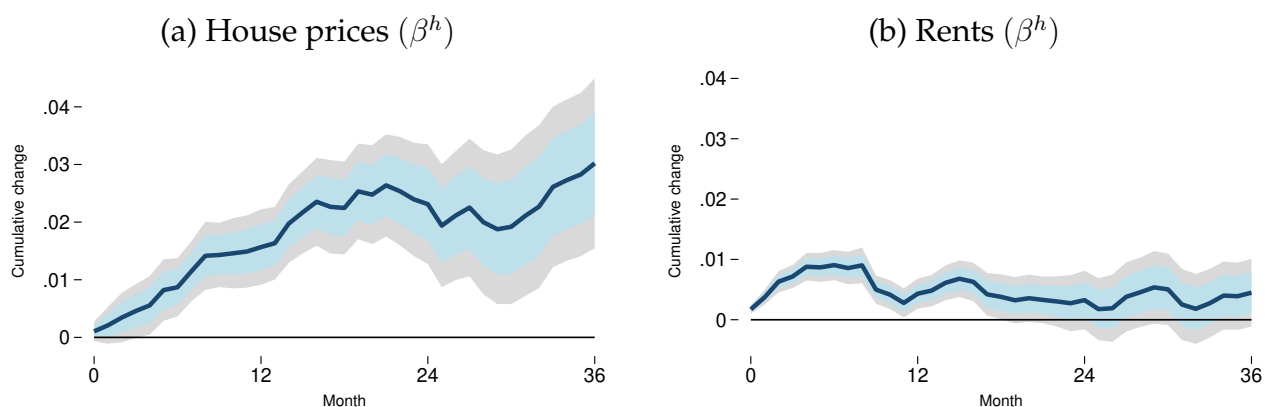 (a) House prices (β^h)
Cumulative change
.04
.03
.02
.01
0
0 12 24 36
Month
(b) Rents (β^h)
Cumulative change
.04
.03
.02
.01
0
0 12 24 36
Month